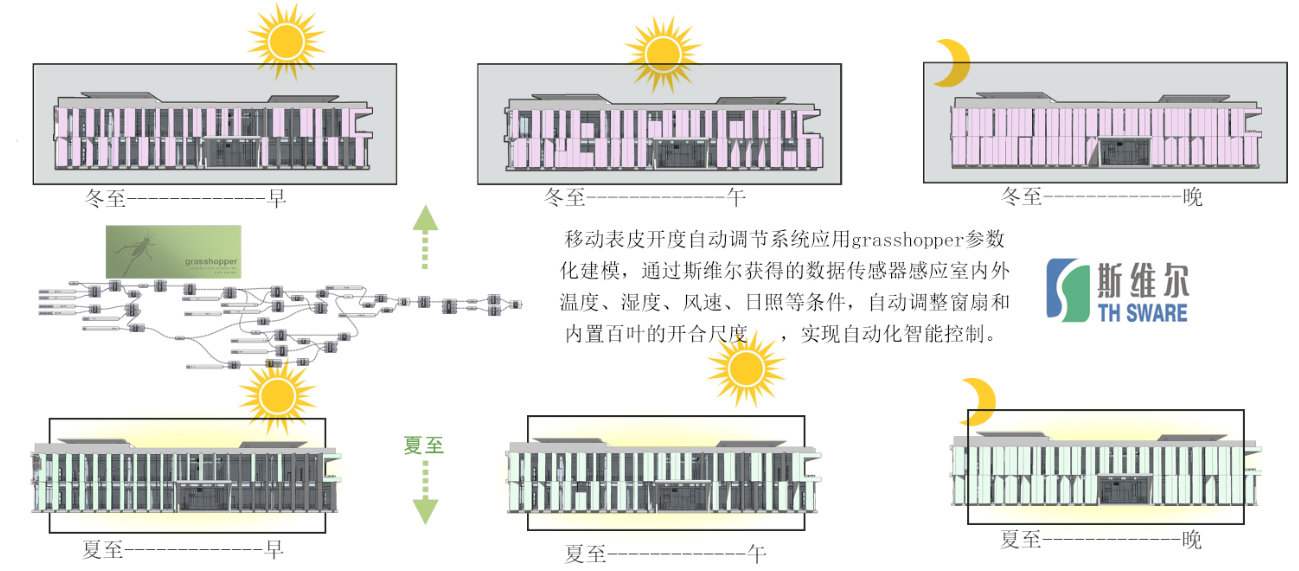 冬至-------------早
冬至-------------午
冬至-------------晚
grasshopper
移动表皮开度自动调节系统应用grasshopper参数
化建模，通过斯维尔获得的数据传感器感应室内外
温度、湿度、风速、日照等条件，自动调整窗扇和
内置百叶的开合尺度 ，实现自动化智能控制。
斯维尔
TH SWARE
夏至
夏至-------------早
夏至-------------午
夏至-------------晚